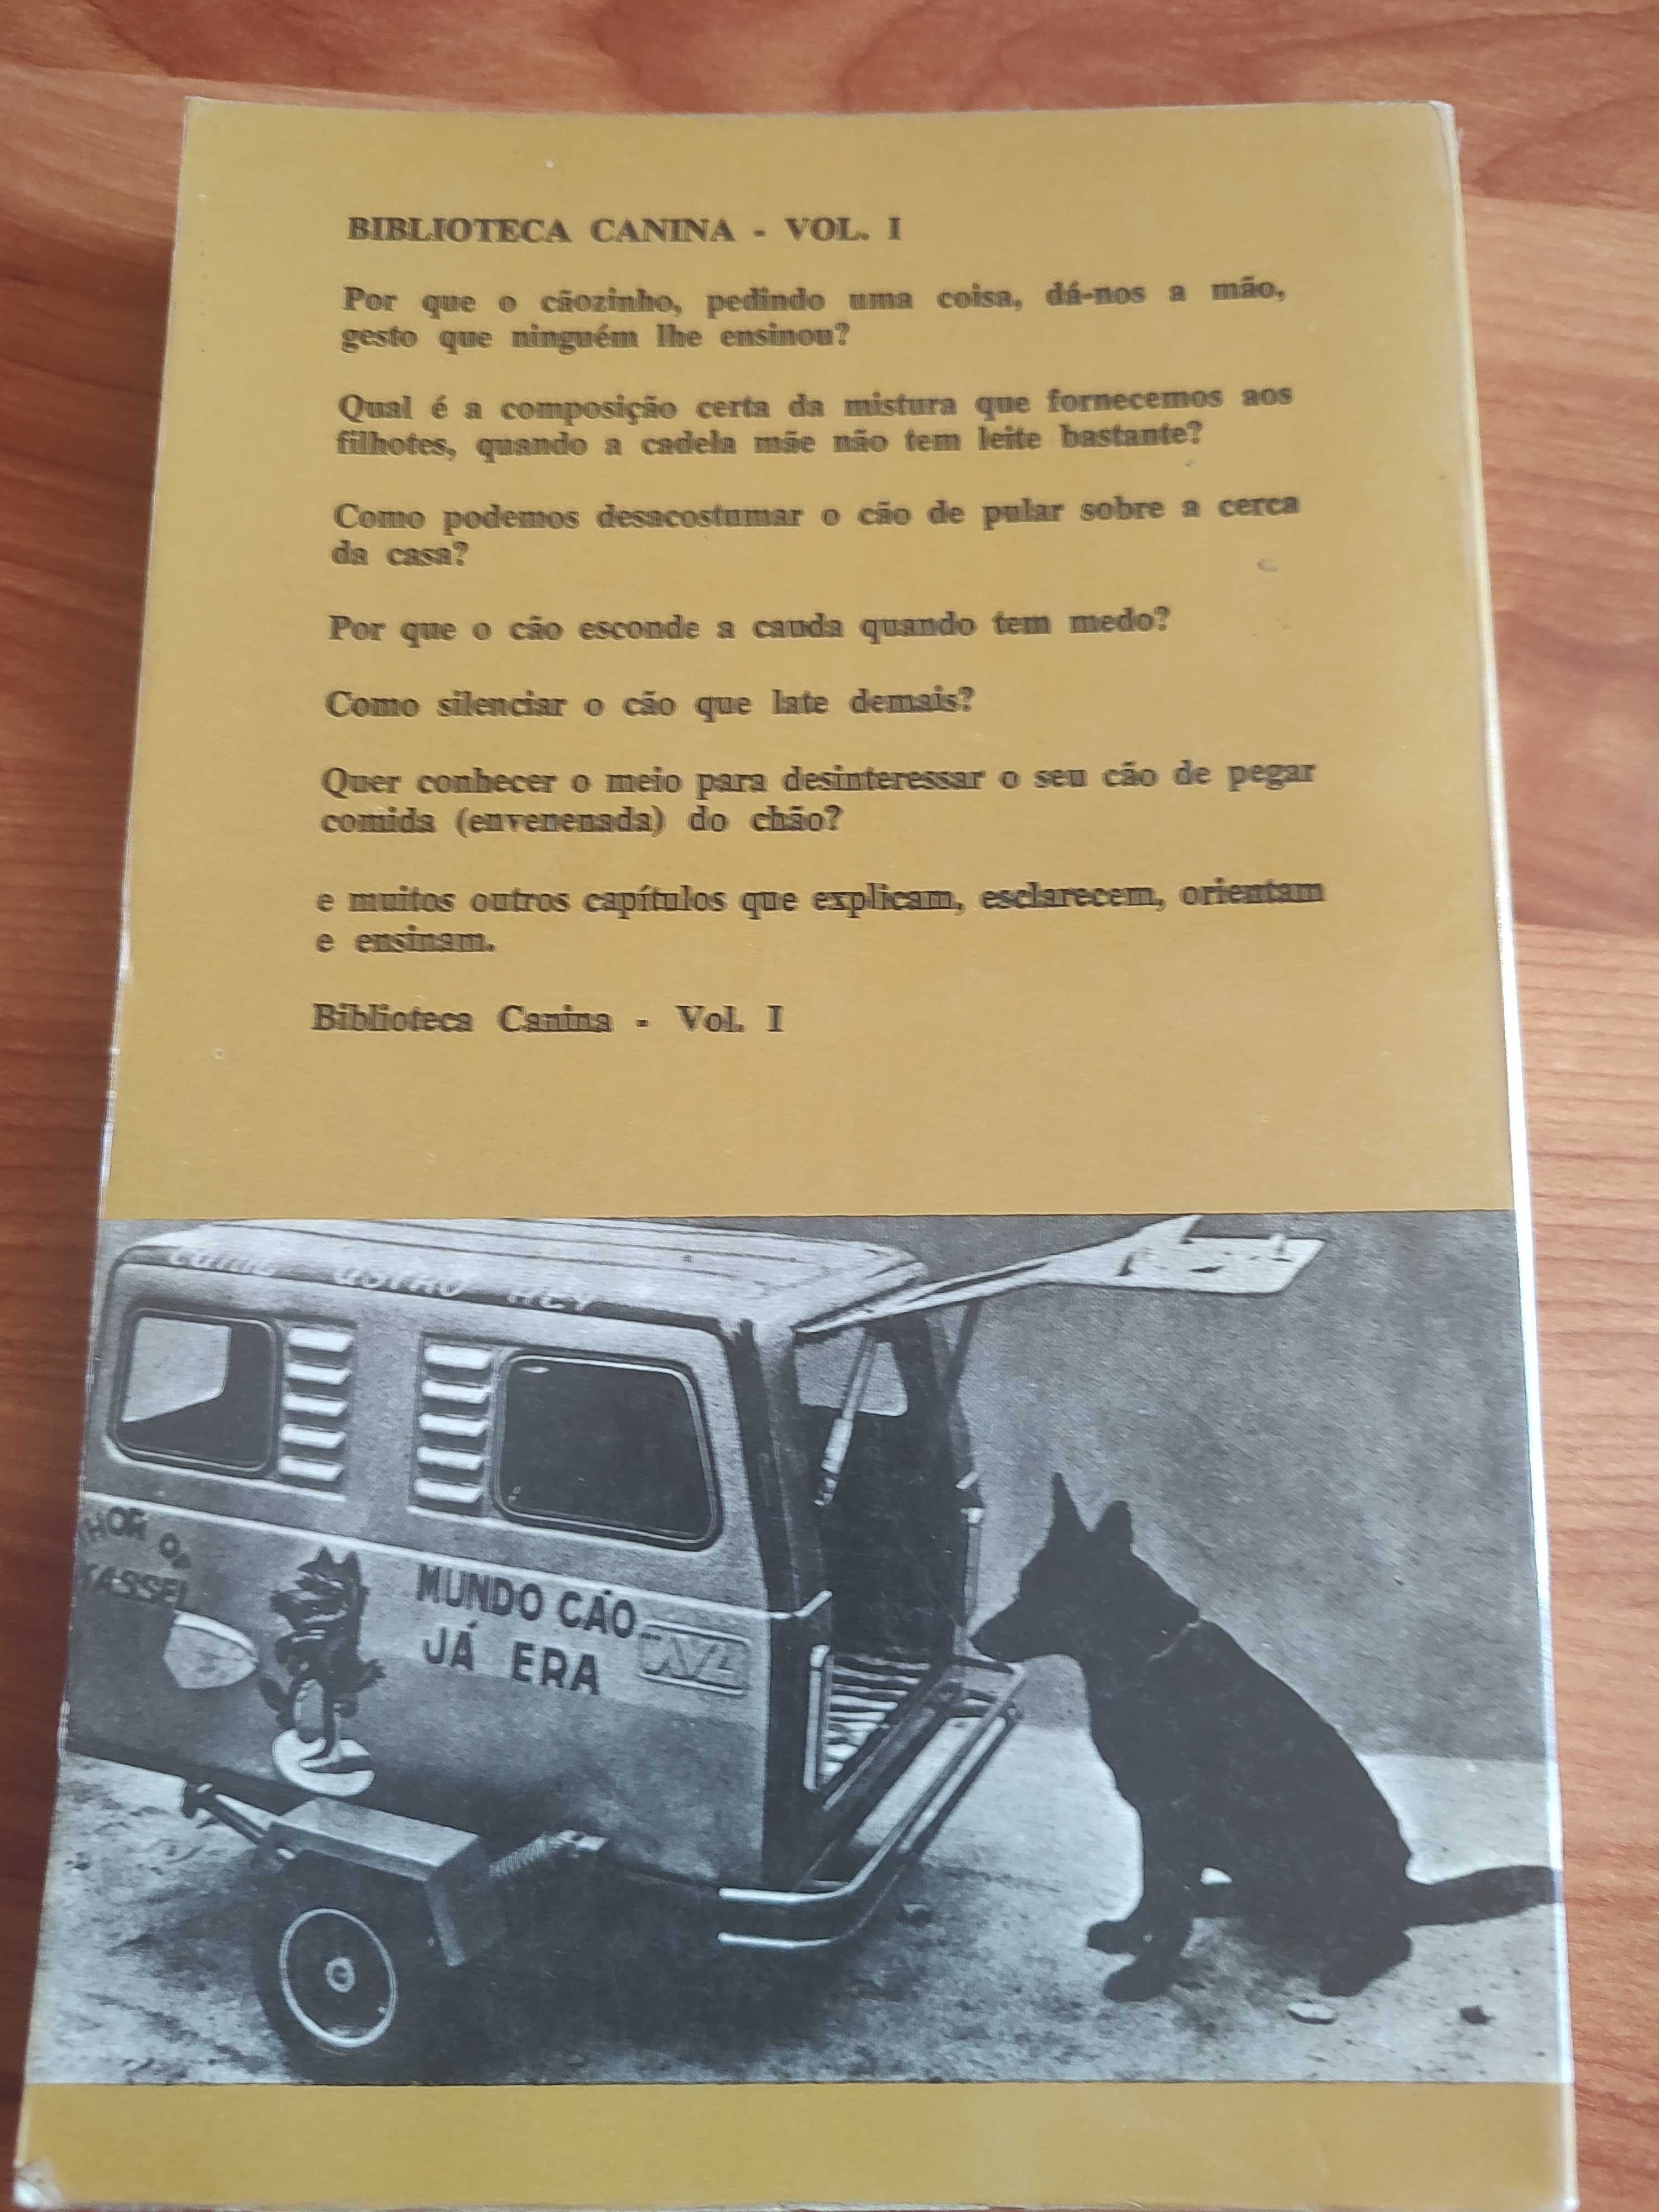 BIBLIOTECA CANINA - VOL. I
Por que o cãozinho, pedindo uma coisa, dá-nos a mão,
gesto que ninguém lhe ensinou?
Qual é a composição certa da mistura que fornecemos aos
filhotes, quando a cadela mãe não tem leite bastante?
Como podemos desacostumar o cão de pular sobre a cerca
da casa?
Por que o cão esconde a cauda quando tem medo?
Como silenciar o cão que late demais?
Quer conhecer o meio para desinteressar o seu cão de pegar
comida (envenenada) do chão?
e muitos outros capítulos que explicam, esclarecem, orientam
e ensinam.
Biblioteca Canina - Vol. I
MUNDO CÃO...
JÁ ERA